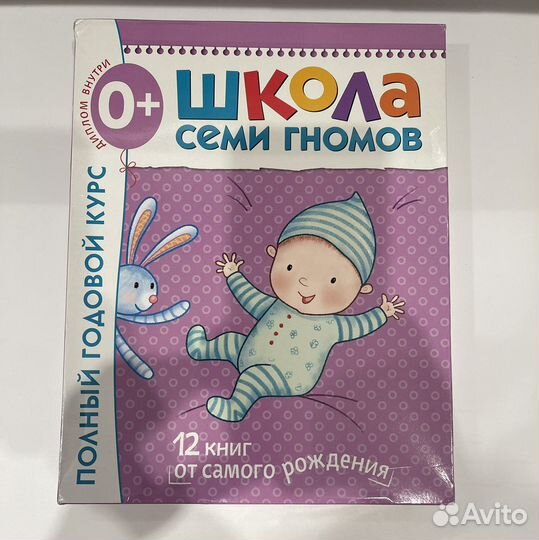 ДИПЛОМ ВНУТРИ
0+
ШКОЛА
СЕМИ ГНОМОВ
ПОЛНЫЙ ГОДОВОЙ КУРС
12 КНИГ
от самого рождения
Avito